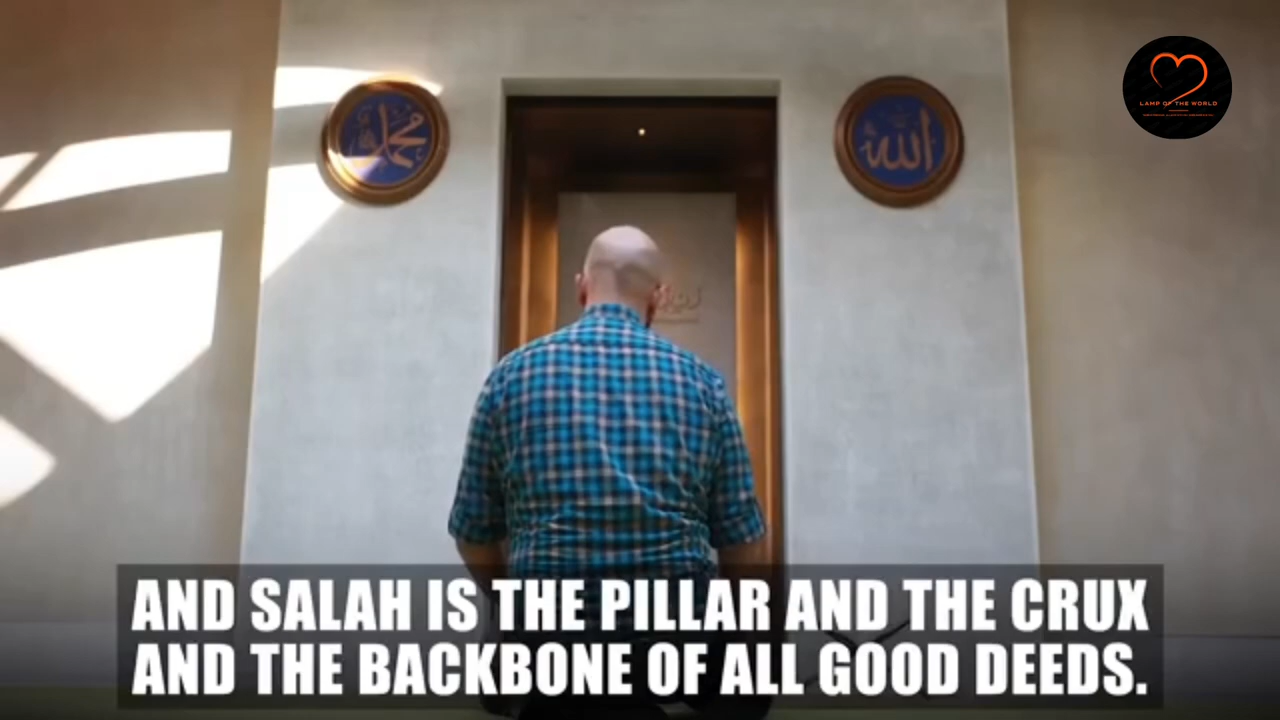 محمد
الله
LAMP OF THE WORLD
AND SALAH IS THE PILLAR AND THE CRUX
AND THE BACKBONE OF ALL GOOD DEEDS.